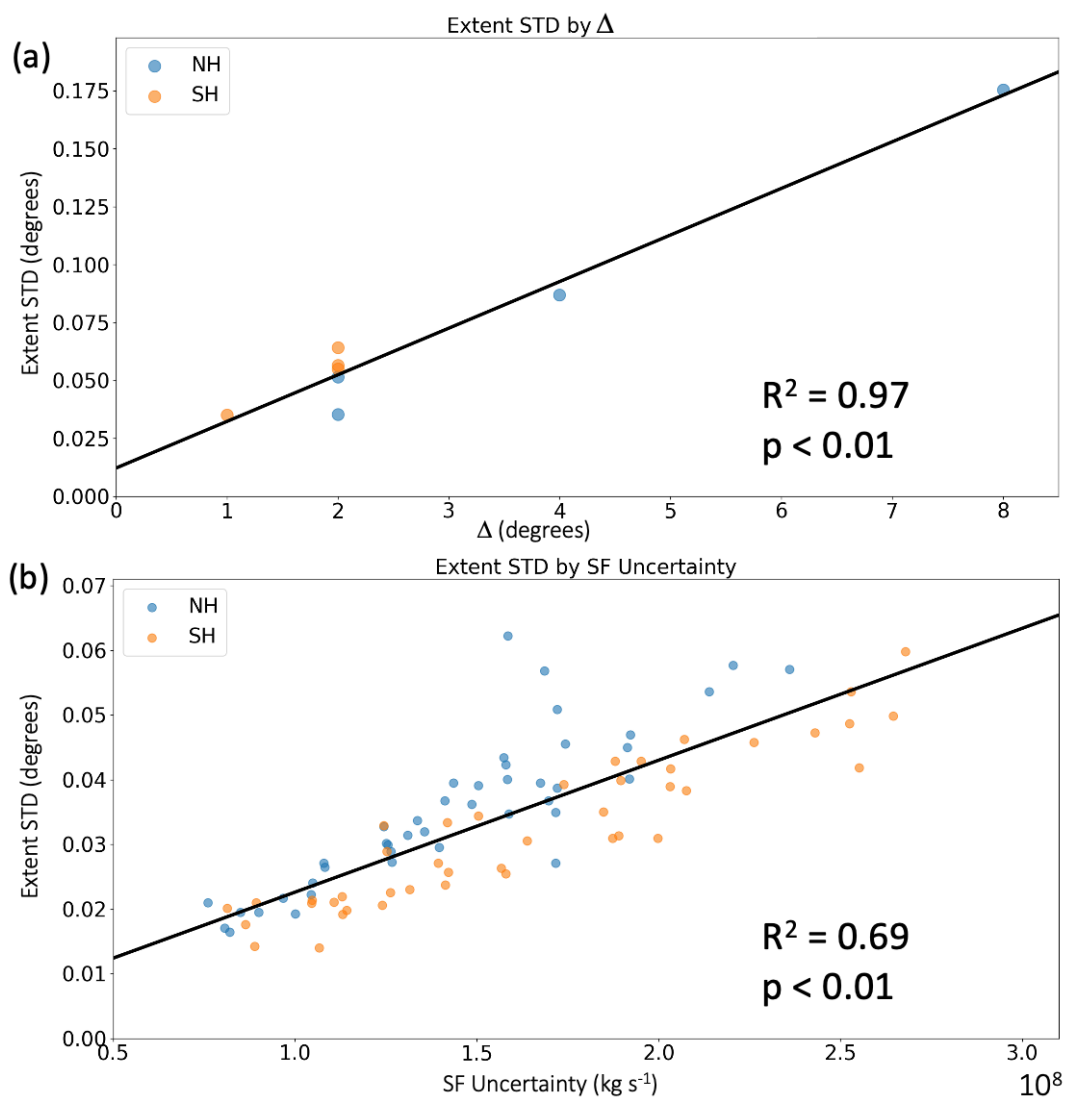 Extent STD by Δ
(a)
NH
SH
0.175
0.150
0.125
0.100
0.075
0.050
0.025
0.000
Extent STD (degrees)
R² = 0.97
p < 0.01
0 1 2 3 4 5 6 7 8
Δ (degrees)
(b)
Extent STD by SF Uncertainty
NH
SH
0.07
0.06
0.05
0.04
0.03
0.02
0.01
0.00
Extent STD (degrees)
R² = 0.69
p < 0.01
0.5 1.0 1.5 2.0 2.5 3.0
SF Uncertainty (kg s⁻¹)
10⁸